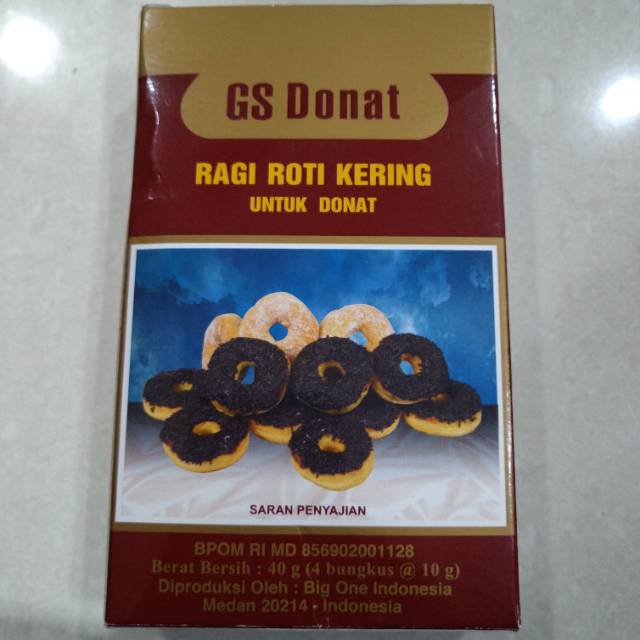 GS Donat
RAGI ROTI KERING
UNTUK DONAT
SARAN PENYAJIAN
BPOM RI MD 856902001128
Berat Bersih : 40 g (4 bungkus @ 10 g)
Diproduksi Oleh : Big One Indonesia
Medan 20214 - Indonesia